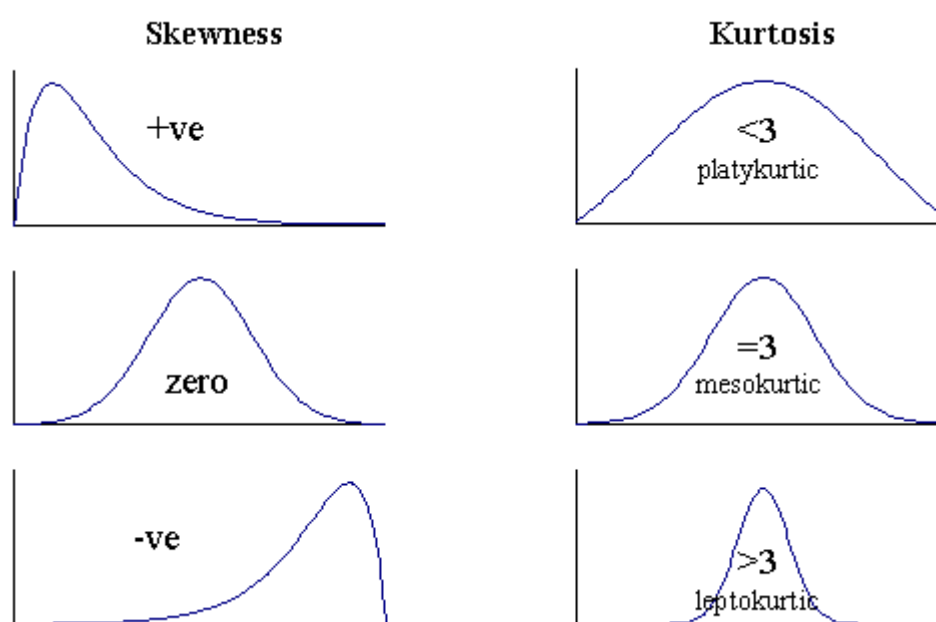 Skewness
+ve
zero
-ve
Kurtosis
<3
platykurtic
=3
mesokurtic
>3
leptokurtic